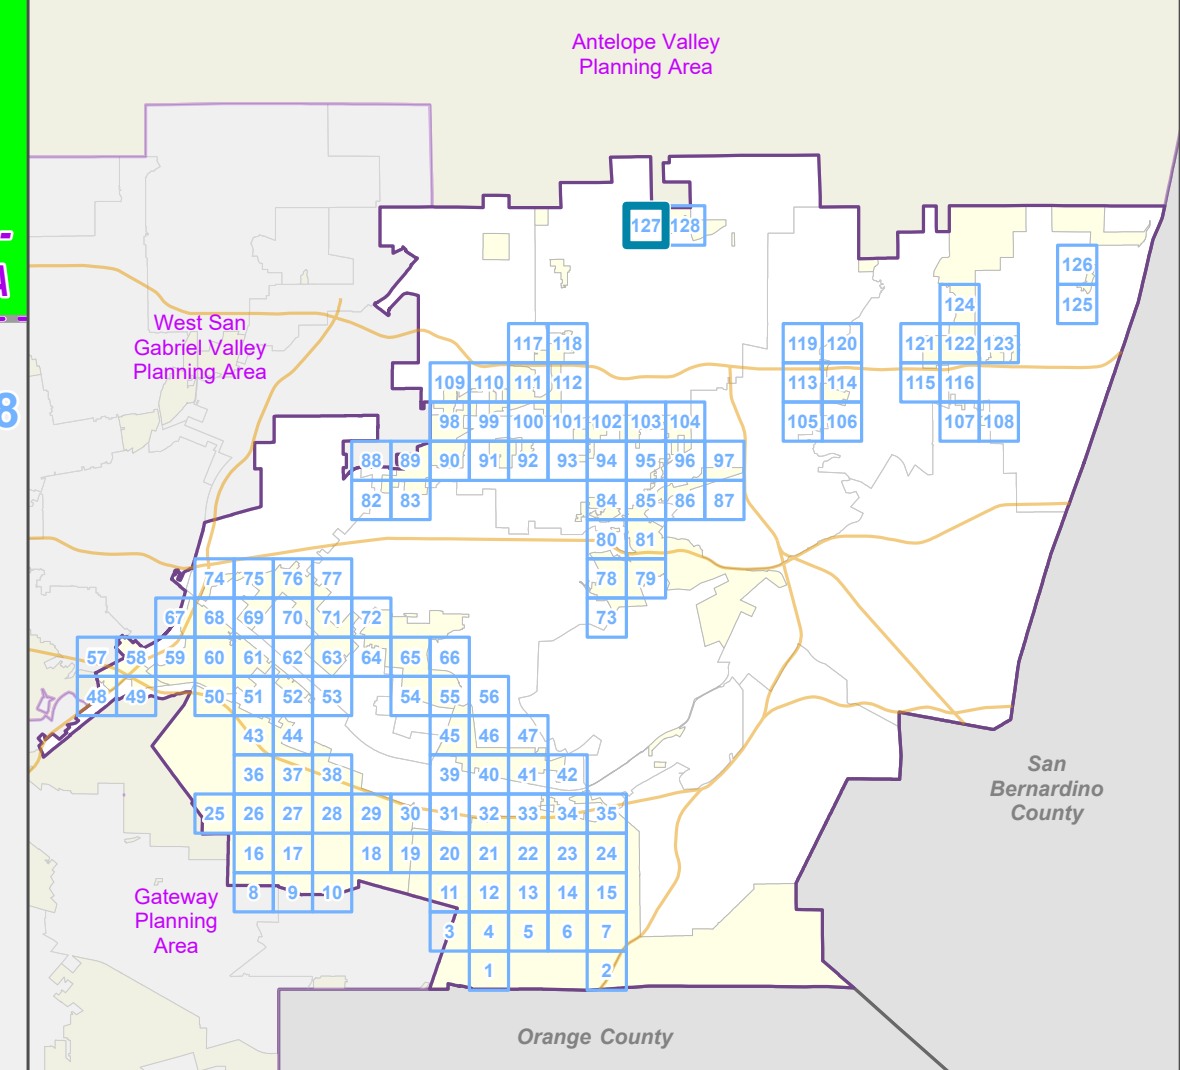 Antelope Valley
Planning Area
127 128
126
-
A
124 125
West San
Gabriel Valley
Planning Area
117 118 119 120 121 122 123
109 110 111 112 113 114 115 116
8
98 99 100 101 102 103 104 105 106 107 108
88 89 90 91 92 93 94 95 96 97
82 83 84 85 86 87
80 81
74 75 76 77 78 79
67 68 69 70 71 72 73
57 58 59 60 61 62 63 64 65 66
48 49 50 51 52 53 54 55 56
43 44 45 46 47
36 37 38 39 40 41 42
San
Bernardino
County
25 26 27 28 29 30 31 32 33 34 35
16 17 18 19 20 21 22 23 24
8 9 10 11 12 13 14 15
Gateway
Planning
Area
3 4 5 6 7
1 2
Orange County